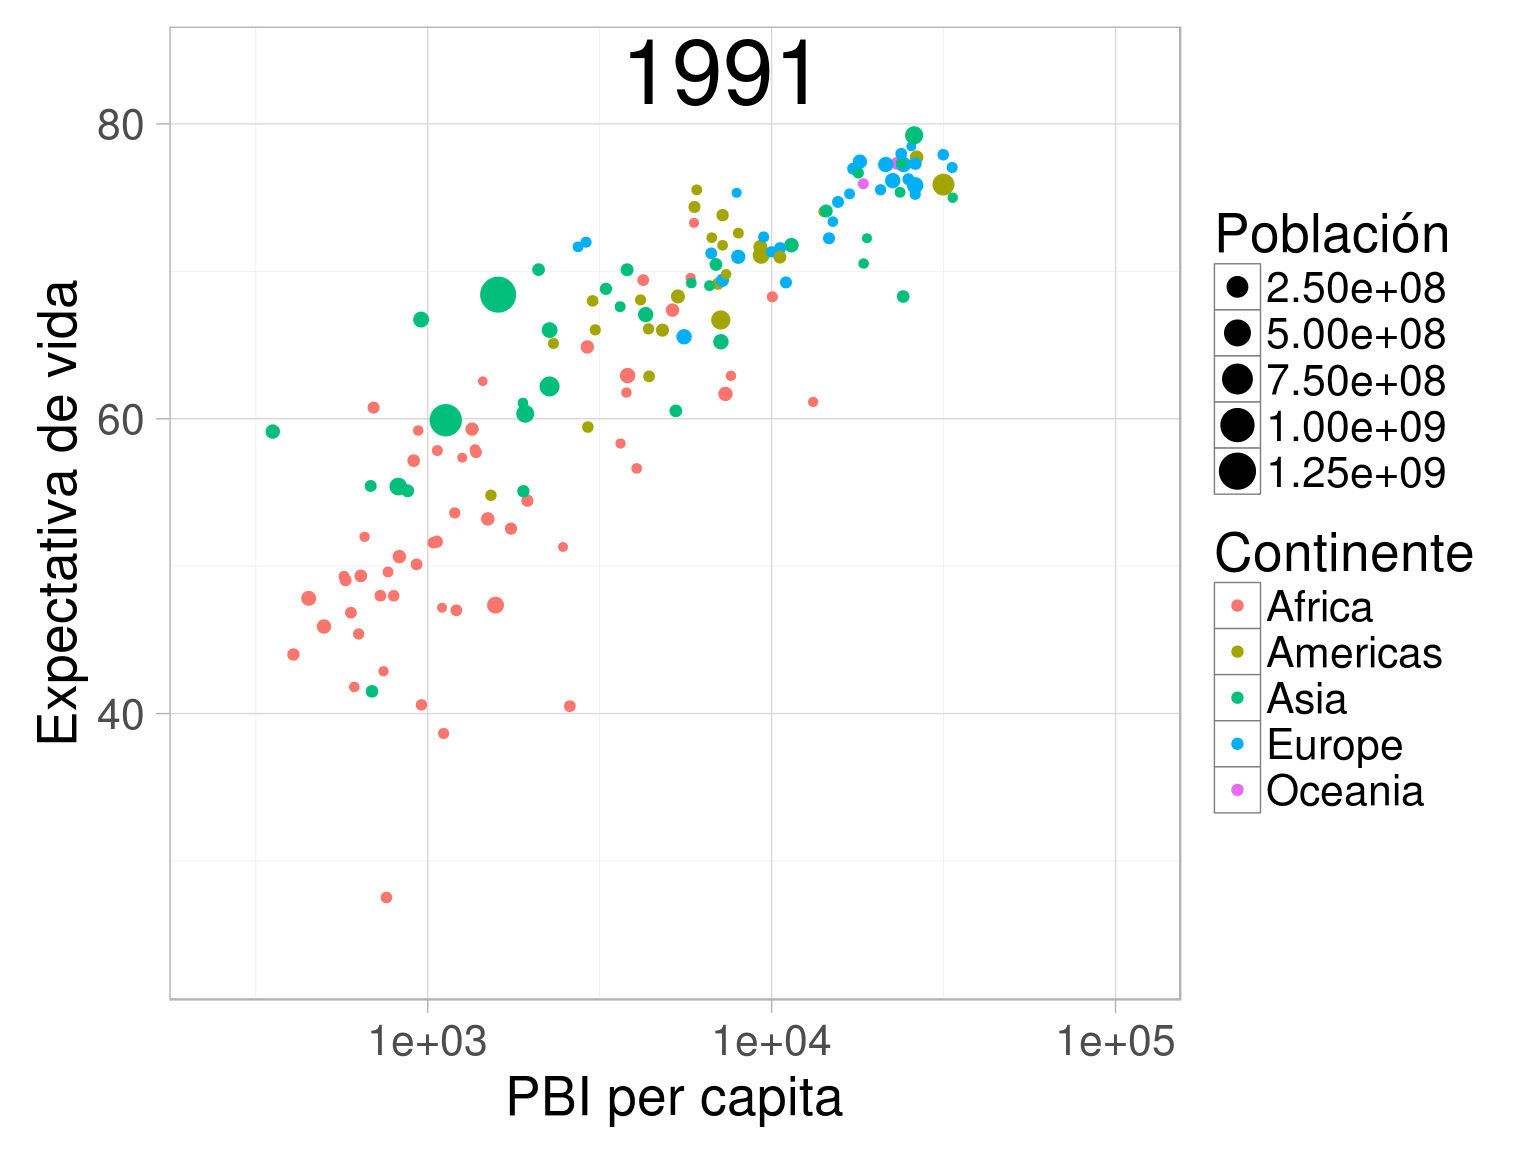 1991
80
60
40
Expectativa de vida
1e+03
1e+04
1e+05
PBI per capita
Población
2.50e+08
5.00e+08
7.50e+08
1.00e+09
1.25e+09
Continente
Africa
Americas
Asia
Europe
Oceania